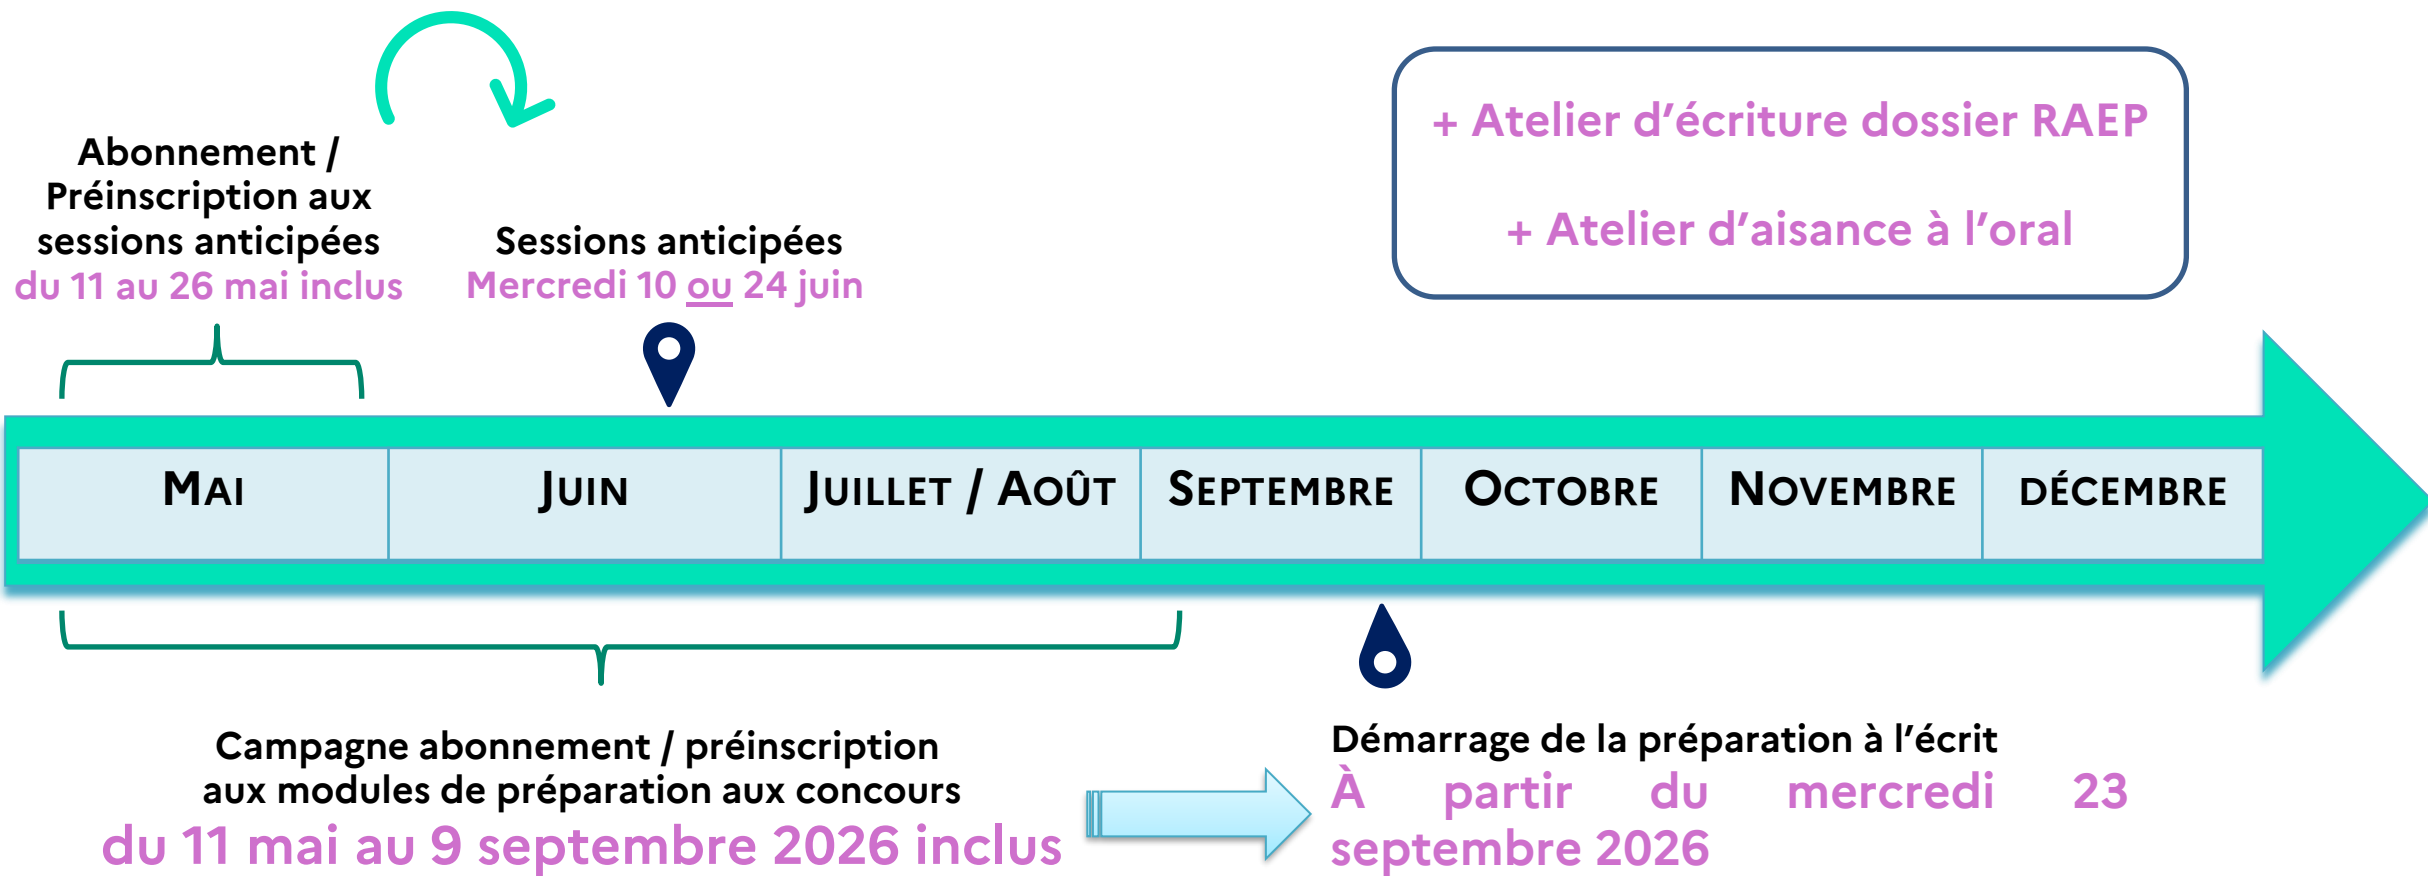 Abonnement /
Préinscription aux
sessions anticipées
du 11 au 26 mai inclus
Sessions anticipées
Mercredi 10 ou 24 juin
+ Atelier d’écriture dossier RAEP
+ Atelier d’aisance à l’oral
MAI
JUIN
JUILLET / AOÛT
SEPTEMBRE
OCTOBRE
NOVEMBRE
DÉCEMBRE
Campagne abonnement / préinscription
aux modules de préparation aux concours
du 11 mai au 9 septembre 2026 inclus
Démarrage de la préparation à l’écrit
À partir du mercredi 23
septembre 2026